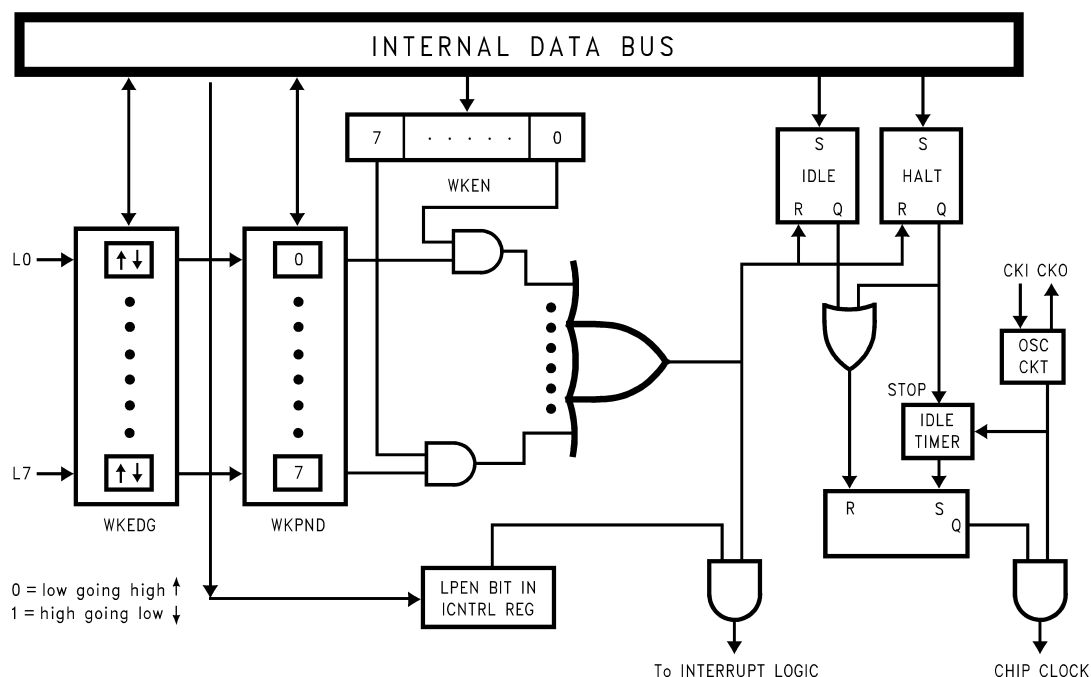 INTERNAL DATA BUS
7 · · · · · 0
WKEN
S
IDLE
R Q
S
HALT
R Q
L0
0
L7
7
WKEDG
WKPND
CKI CKO
OSC
CKT
STOP
IDLE
TIMER
R S
Q
0 = low going high ↑
1 = high going low ↓
LPEN BIT IN
ICNTRL REG
To INTERRUPT LOGIC
CHIP CLOCK